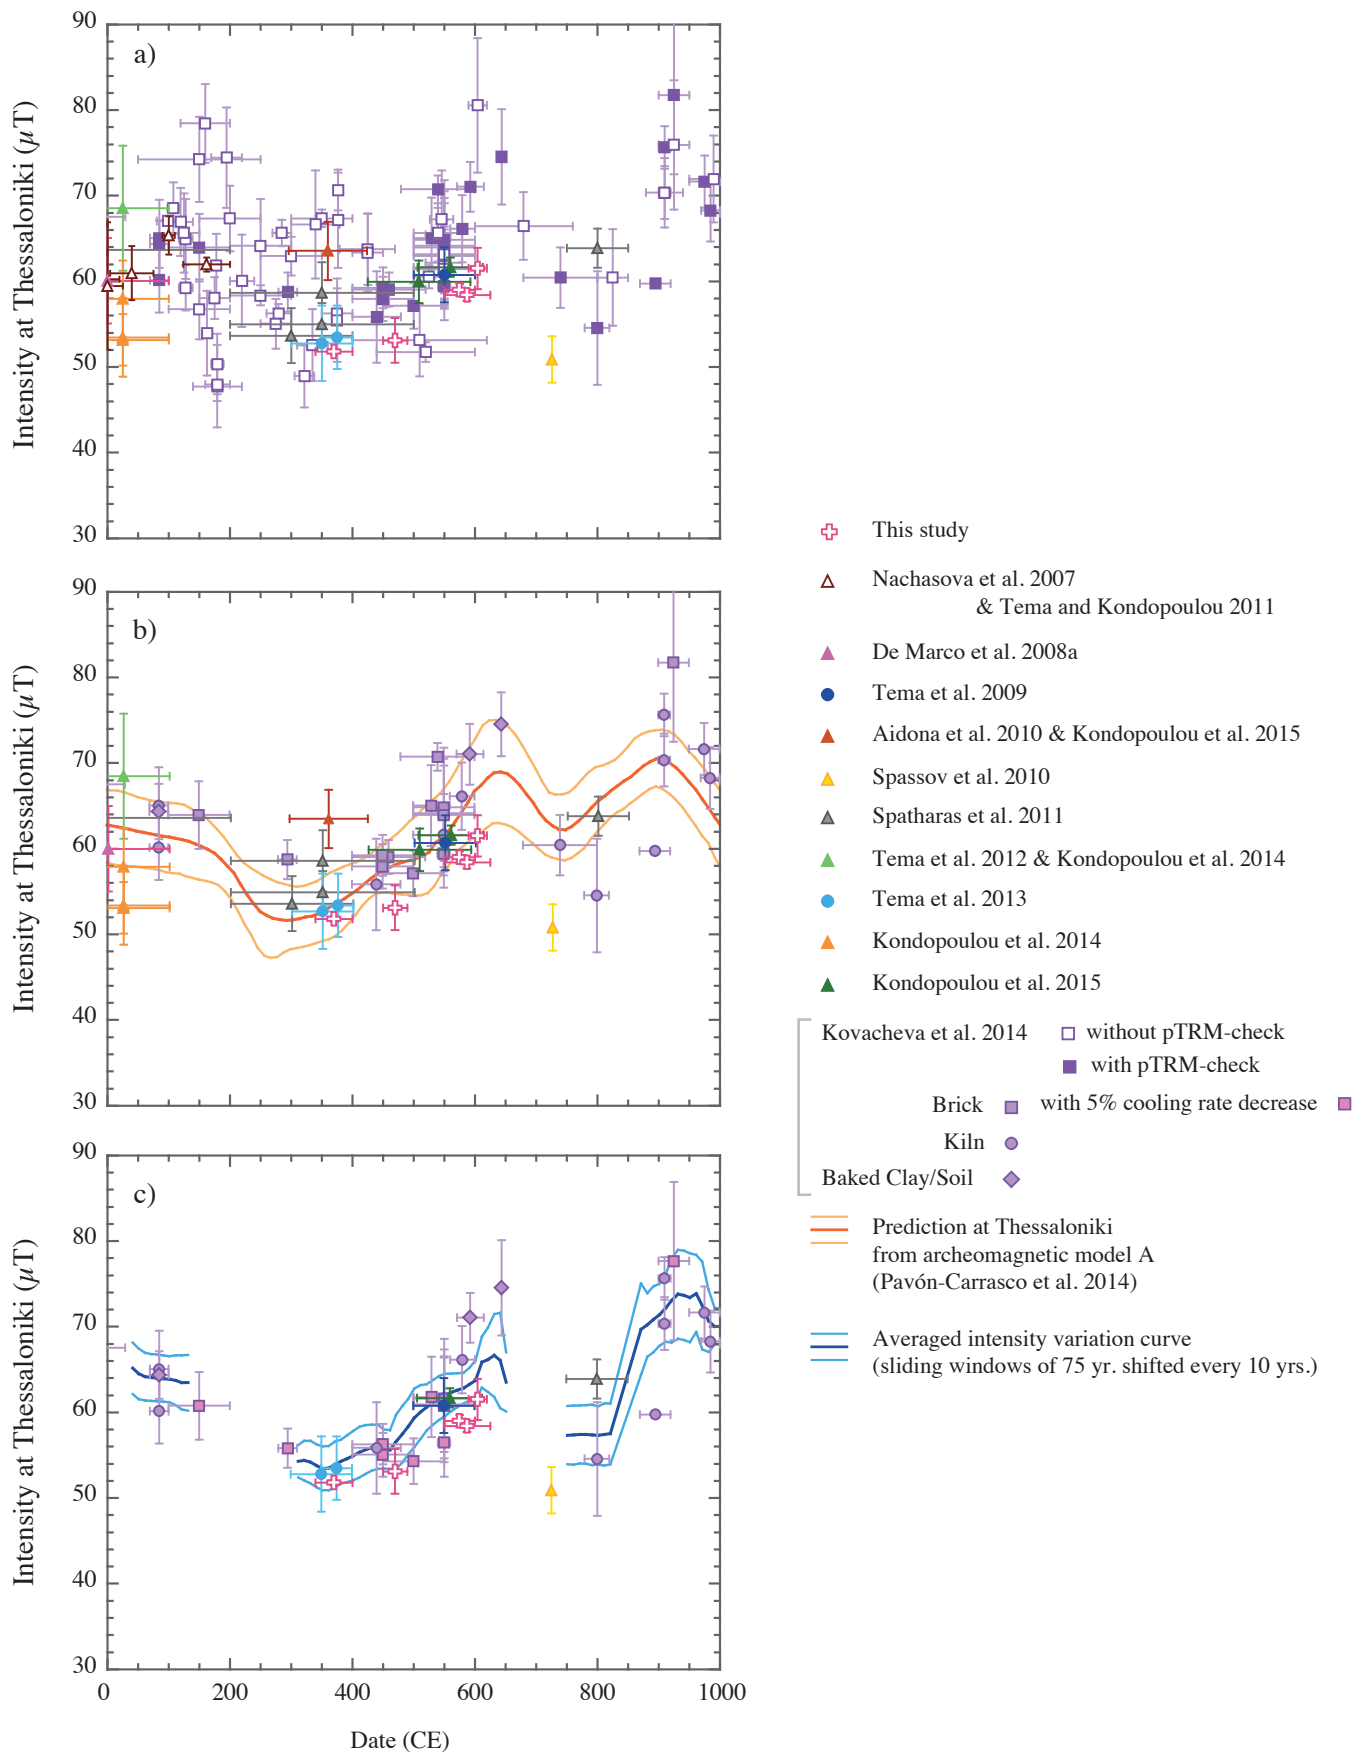 a)
90
80
70
60
50
40
30
Intensity at Thessaloniki (µT)
b)
90
80
70
60
50
40
30
Intensity at Thessaloniki (µT)
c)
90
80
70
60
50
40
30
Intensity at Thessaloniki (µT)
0 200 400 600 800 1000
Date (CE)
This study
Nachasova et al. 2007
& Tema and Kondopoulou 2011
De Marco et al. 2008a
Tema et al. 2009
Aidona et al. 2010 & Kondopoulou et al. 2015
Spassov et al. 2010
Spatharas et al. 2011
Tema et al. 2012 & Kondopoulou et al. 2014
Tema et al. 2013
Kondopoulou et al. 2014
Kondopoulou et al. 2015
Kovacheva et al. 2014 without pTRM-check
with pTRM-check
Brick with 5% cooling rate decrease
Kiln
Baked Clay/Soil
Prediction at Thessaloniki
from archeomagnetic model A
(Pavón-Carrasco et al. 2014)
Averaged intensity variation curve
(sliding windows of 75 yr. shifted every 10 yrs.)